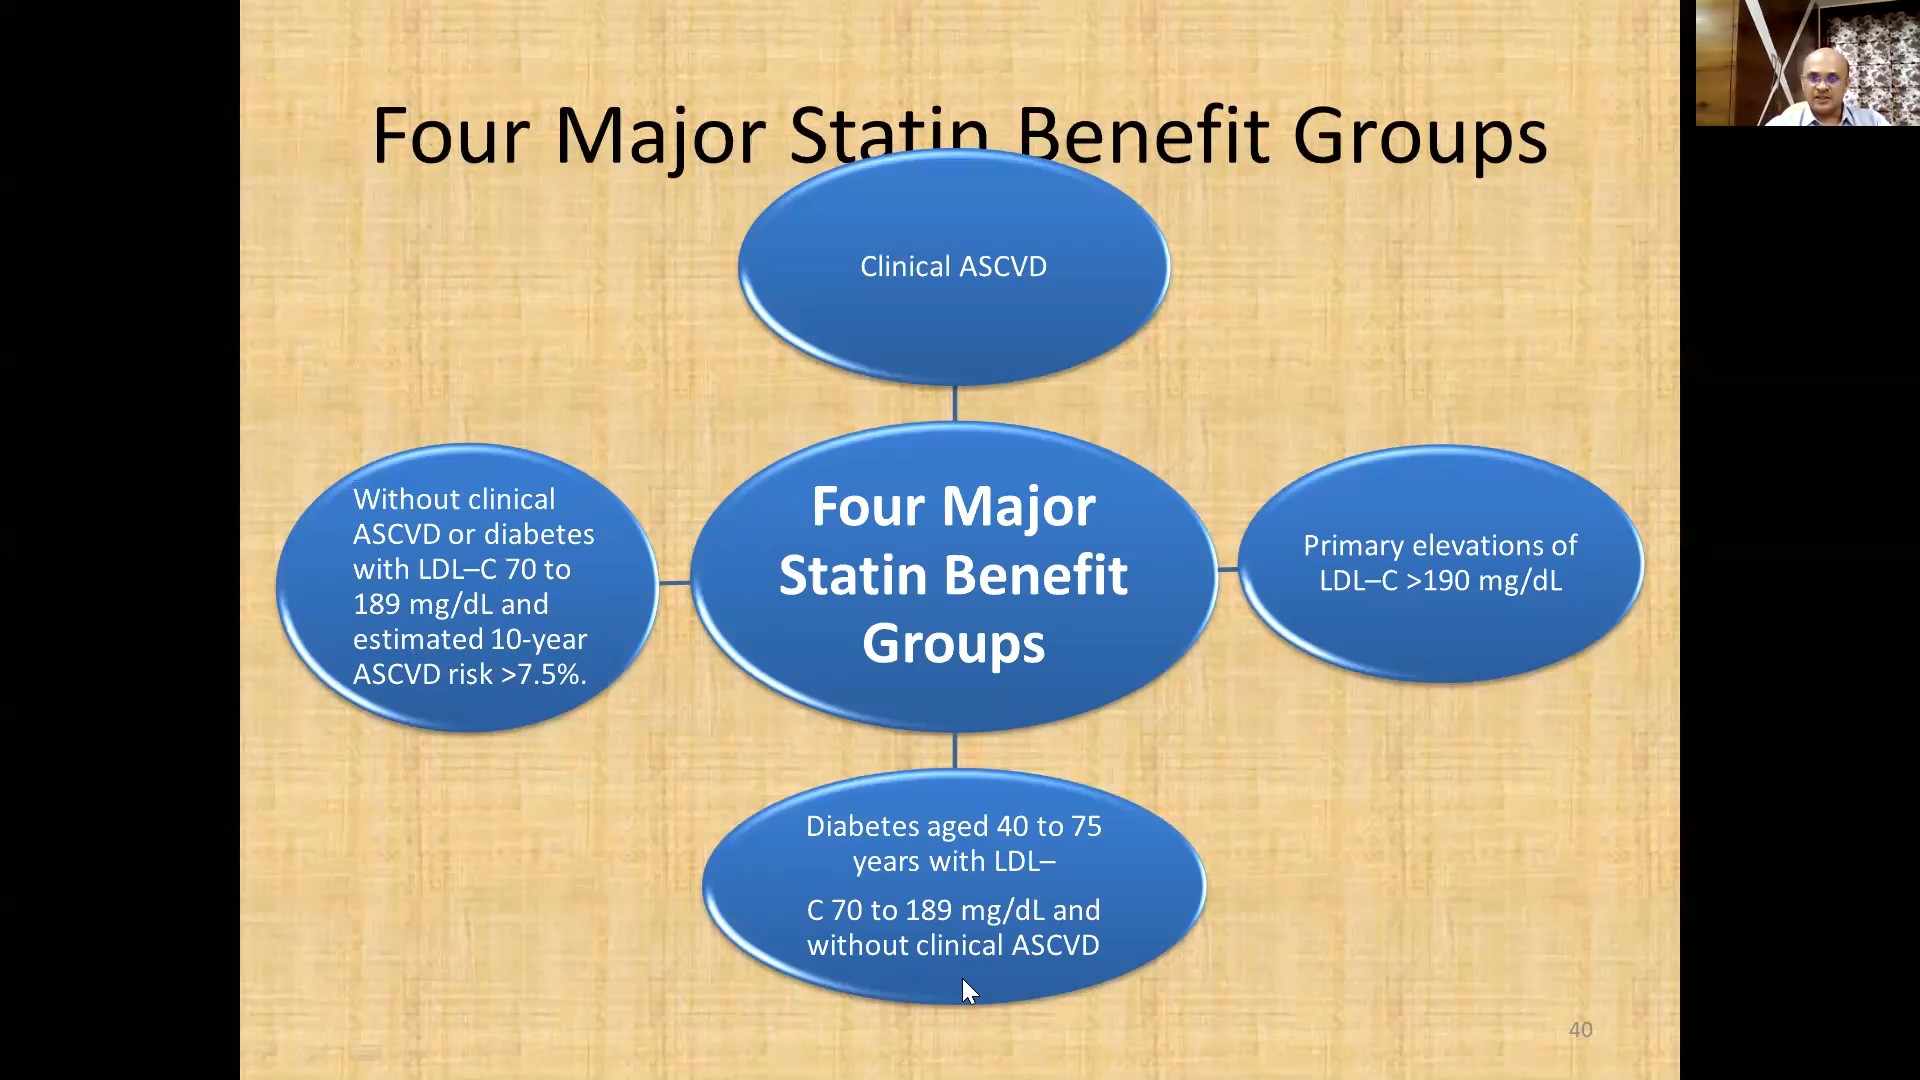 Four Major Statin Benefit Groups
Clinical ASCVD
Without clinical
ASCVD or diabetes
with LDL–C 70 to
189 mg/dL and
estimated 10-year
ASCVD risk >7.5%.
Four Major
Statin Benefit
Groups
Primary elevations of
LDL–C >190 mg/dL
Diabetes aged 40 to 75
years with LDL–
C 70 to 189 mg/dL and
without clinical ASCVD
40